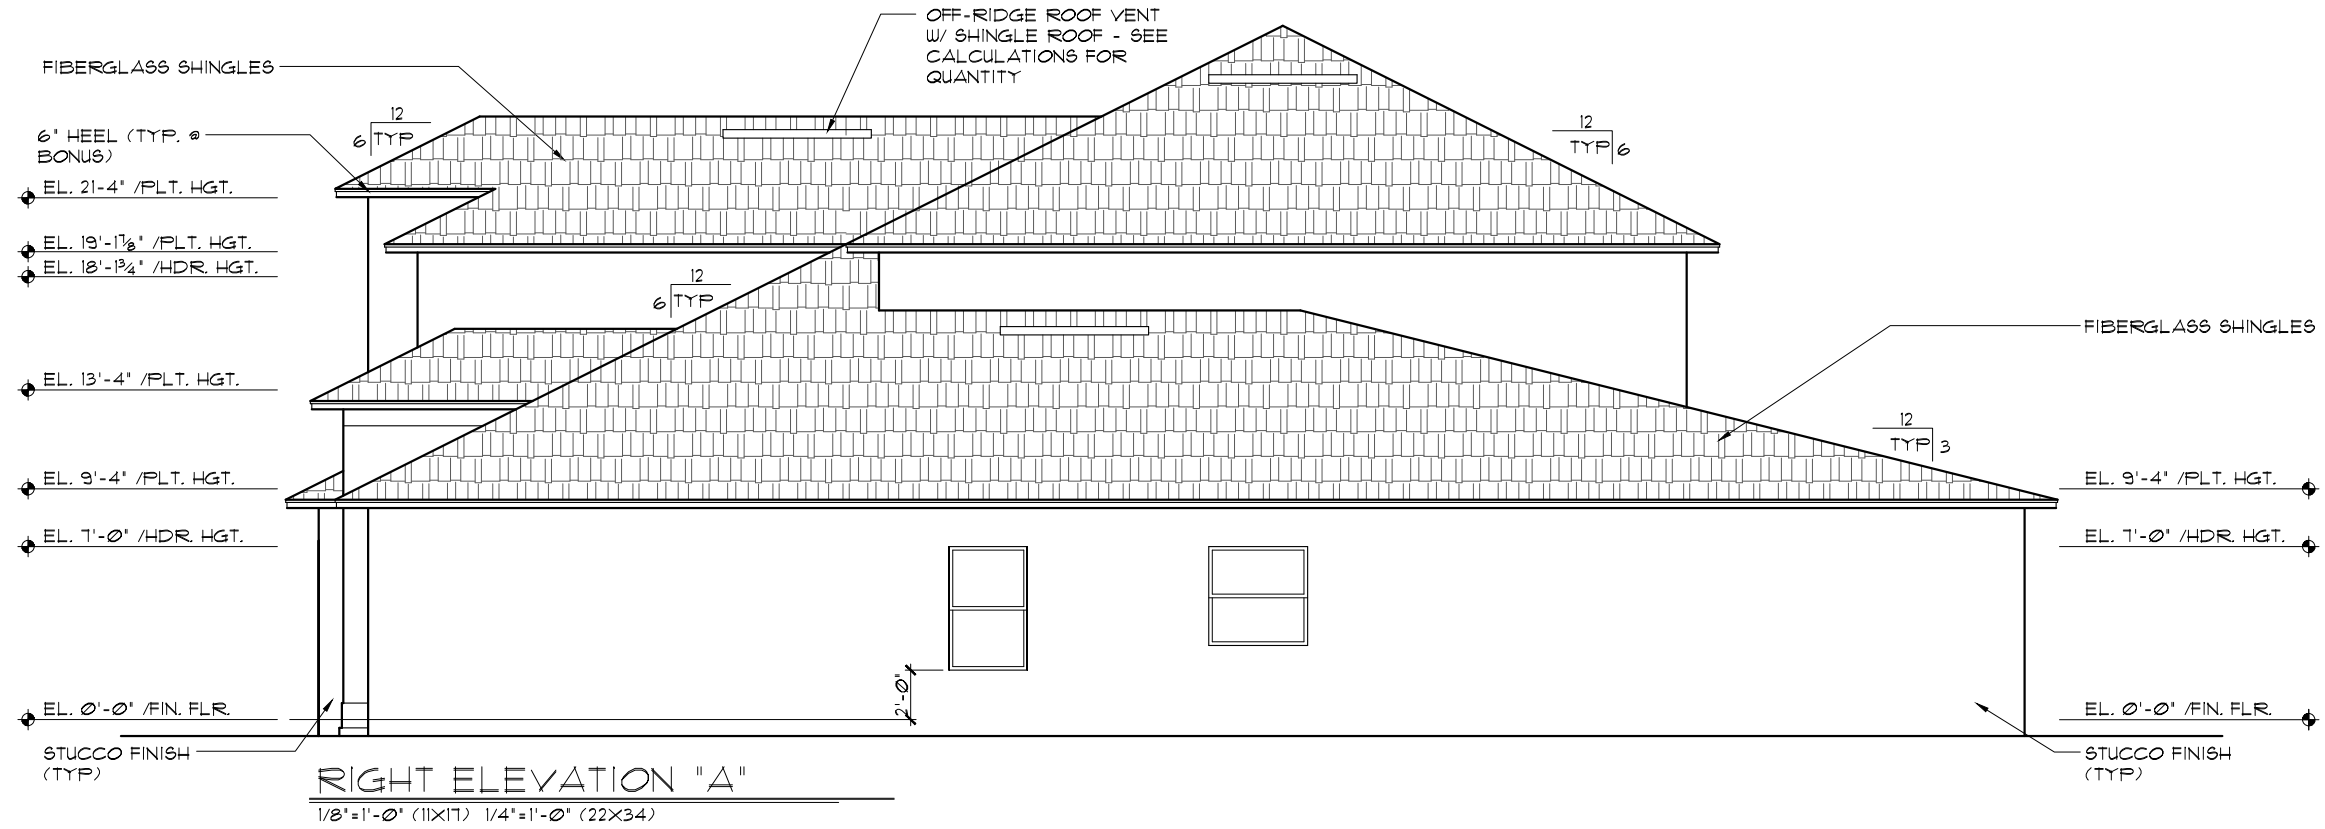 OFF-RIDGE ROOF VENT
W/ SHINGLE ROOF - SEE
CALCULATIONS FOR
QUANTITY
FIBERGLASS SHINGLES
12
6 TYP
6" HEEL (TYP. @
BONUS)
12
TYP 6
EL. 21-4" /PLT. HGT.
EL. 19'-1⅞" /PLT. HGT.
EL. 18'-1¾" /HDR. HGT.
12
6 TYP
FIBERGLASS SHINGLES
EL. 13'-4" /PLT. HGT.
12
TYP 3
EL. 9'-4" /PLT. HGT.
EL. 9'-4" /PLT. HGT.
EL. 7'-0" /HDR. HGT.
EL. 7'-0" /HDR. HGT.
2'-0"
EL. 0'-0" /FIN. FLR.
EL. 0'-0" /FIN. FLR.
STUCCO FINISH
(TYP)
STUCCO FINISH
(TYP)
RIGHT ELEVATION "A"
1/8"=1'-0" (11X17) 1/4"=1'-0" (22X34)